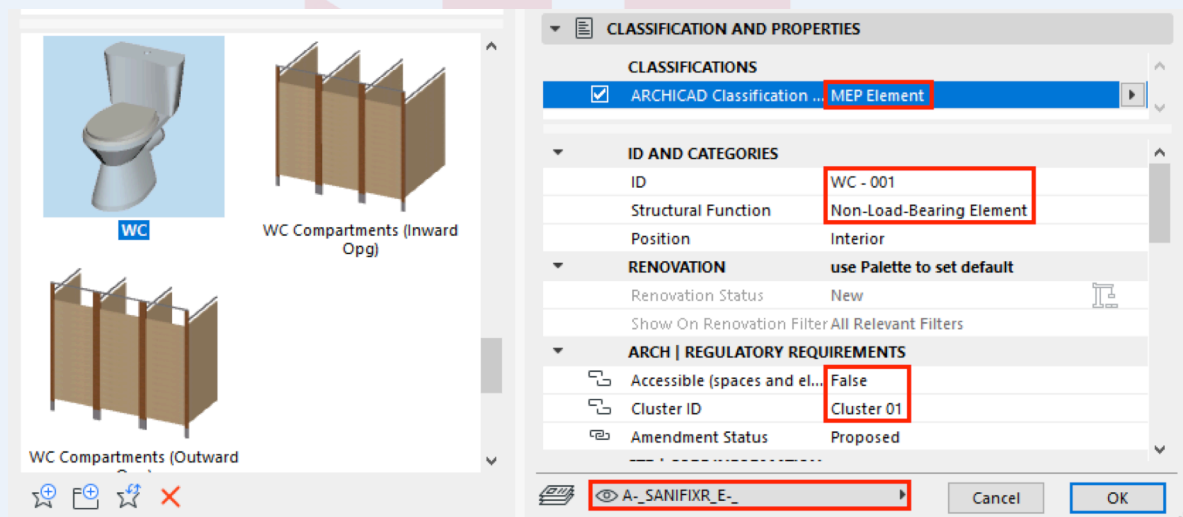 WC
WC Compartments (Inward
Opg)
WC Compartments (Outward
CLASSIFICATION AND PROPERTIES
CLASSIFICATIONS
ARCHICAD Classification ... MEP Element
ID AND CATEGORIES
ID WC - 001
Structural Function Non-Load-Bearing Element
Position Interior
RENOVATION use Palette to set default
Renovation Status New
Show On Renovation Filter All Relevant Filters
ARCH | REGULATORY REQUIREMENTS
Accessible (spaces and el... False
Cluster ID Cluster 01
Amendment Status Proposed
A-_SANIFIXR_E-_
Cancel OK